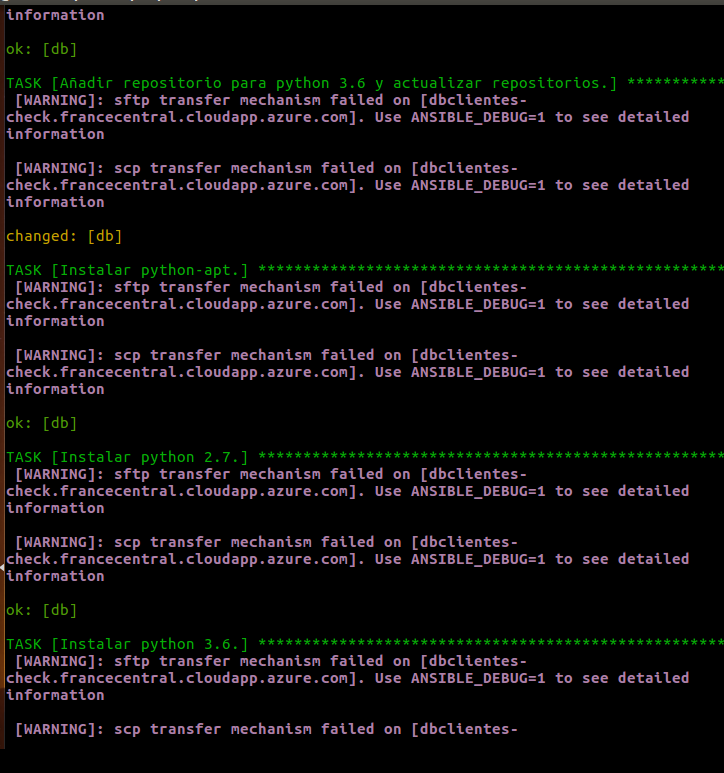 information
ok: [db]
TASK [Añadir repositorio para python 3.6 y actualizar repositorios.] ***********
[WARNING]: sftp transfer mechanism failed on [dbclientes-
check.francecentral.cloudapp.azure.com]. Use ANSIBLE_DEBUG=1 to see detailed
information
[WARNING]: scp transfer mechanism failed on [dbclientes-
check.francecentral.cloudapp.azure.com]. Use ANSIBLE_DEBUG=1 to see detailed
information
changed: [db]
TASK [Instalar python-apt.] ****************************************************
[WARNING]: sftp transfer mechanism failed on [dbclientes-
check.francecentral.cloudapp.azure.com]. Use ANSIBLE_DEBUG=1 to see detailed
information
[WARNING]: scp transfer mechanism failed on [dbclientes-
check.francecentral.cloudapp.azure.com]. Use ANSIBLE_DEBUG=1 to see detailed
information
ok: [db]
TASK [Instalar python 2.7.] ****************************************************
[WARNING]: sftp transfer mechanism failed on [dbclientes-
check.francecentral.cloudapp.azure.com]. Use ANSIBLE_DEBUG=1 to see detailed
information
[WARNING]: scp transfer mechanism failed on [dbclientes-
check.francecentral.cloudapp.azure.com]. Use ANSIBLE_DEBUG=1 to see detailed
information
ok: [db]
TASK [Instalar python 3.6.] ****************************************************
[WARNING]: sftp transfer mechanism failed on [dbclientes-
check.francecentral.cloudapp.azure.com]. Use ANSIBLE_DEBUG=1 to see detailed
information
[WARNING]: scp transfer mechanism failed on [dbclientes-